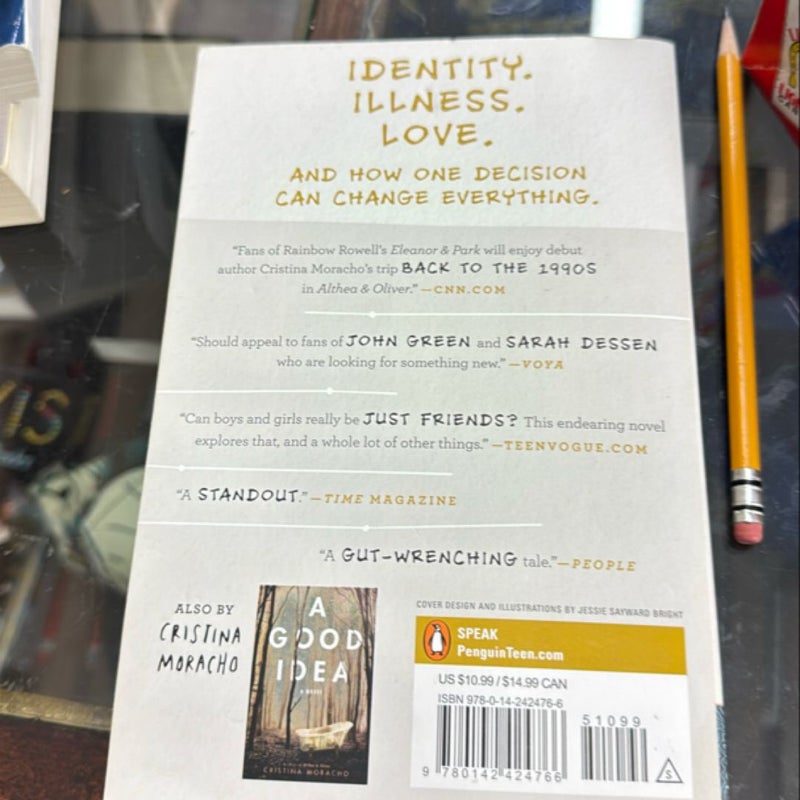 IDENTITY.
ILLNESS.
LOVE.
AND HOW ONE DECISION
CAN CHANGE EVERYTHING.
“Fans of Rainbow Rowell’s Eleanor & Park will enjoy debut
author Cristina Moracho’s trip BACK TO THE 1990S
in Althea & Oliver.” —CNN.COM
“Should appeal to fans of JOHN GREEN and SARAH DESSEN
who are looking for something new.” —VOYA
“Can boys and girls really be JUST FRIENDS? This endearing novel
explores that, and a whole lot of other things.” —TEENVOGUE.COM
“A STANDOUT.” —TIME MAGAZINE
“A GUT-WRENCHING tale.” —PEOPLE
ALSO BY
CRISTINA
MORACHO
A
GOOD
IDEA
A NOVEL
CRISTINA MORACHO
COVER DESIGN AND ILLUSTRATIONS BY JESSIE SAYWARD BRIGHT
SPEAK
PenguinTeen.com
US $10.99 / $14.99 CAN
ISBN 978-0-14-242476-6
51099
9 780142 424766
S